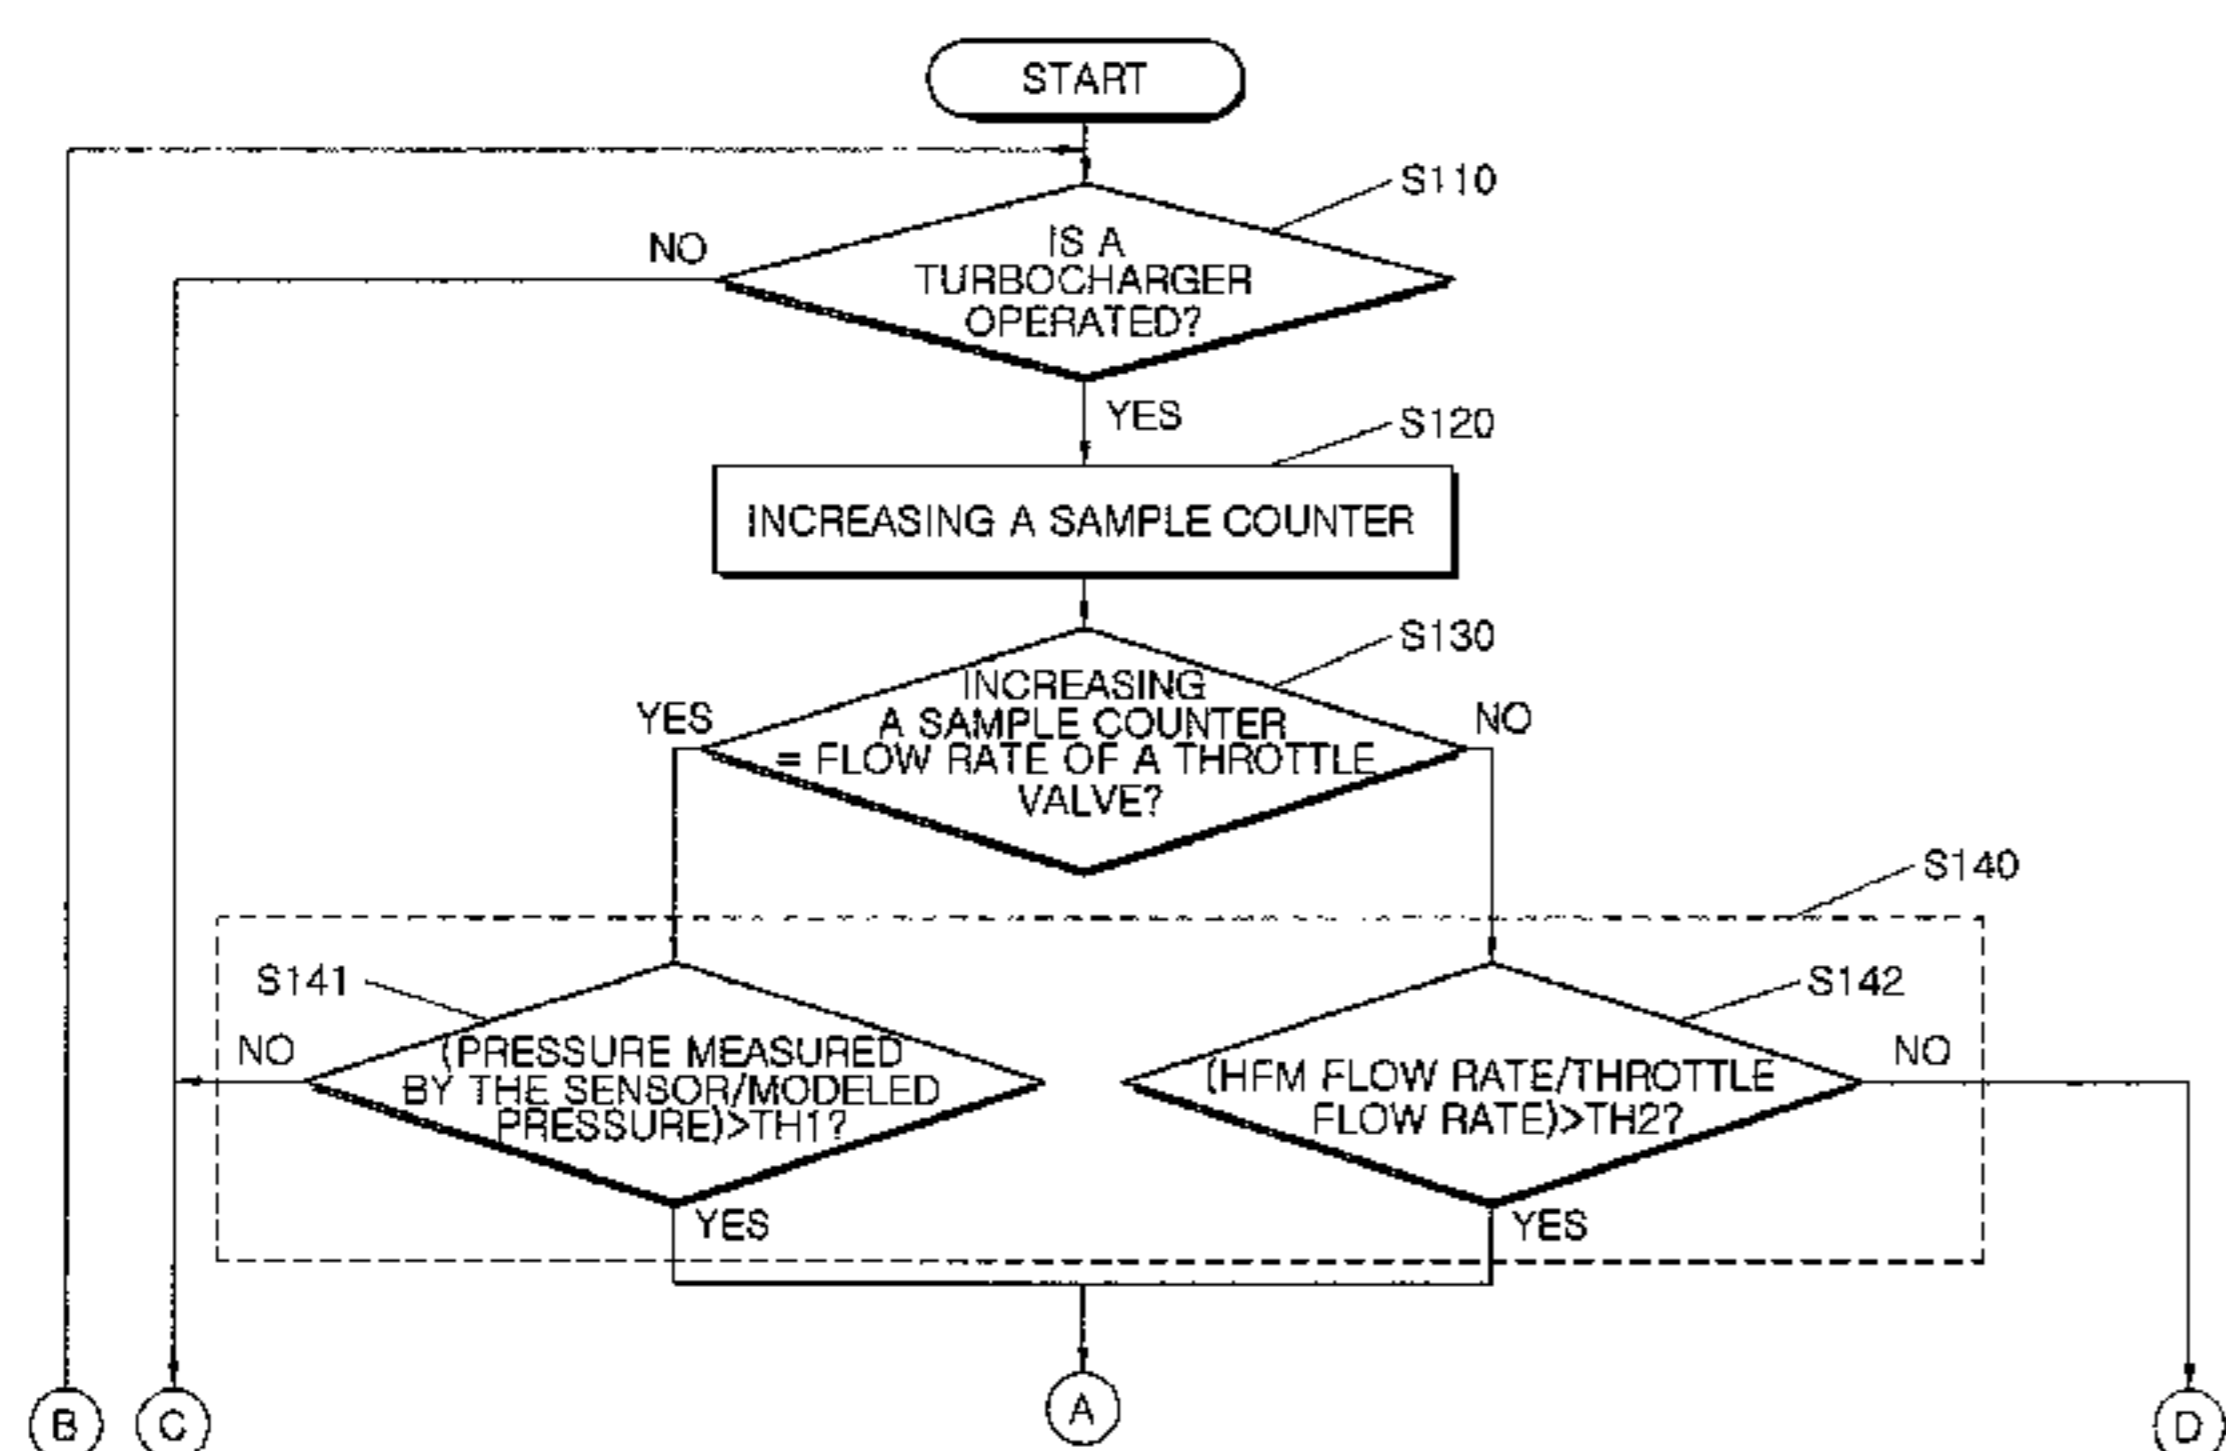 START
S110
NO
IS A
TURBOCHARGER
OPERATED?
YES
S120
INCREASING A SAMPLE COUNTER
S130
YES
INCREASING
A SAMPLE COUNTER
= FLOW RATE OF A THROTTLE
VALVE?
NO
S140
S141
S142
NO
(PRESSURE MEASURED
BY THE SENSOR/MODELED
PRESSURE)>TH1?
(HFM FLOW RATE/THROTTLE
FLOW RATE)>TH2?
NO
YES
YES
B
C
A
D